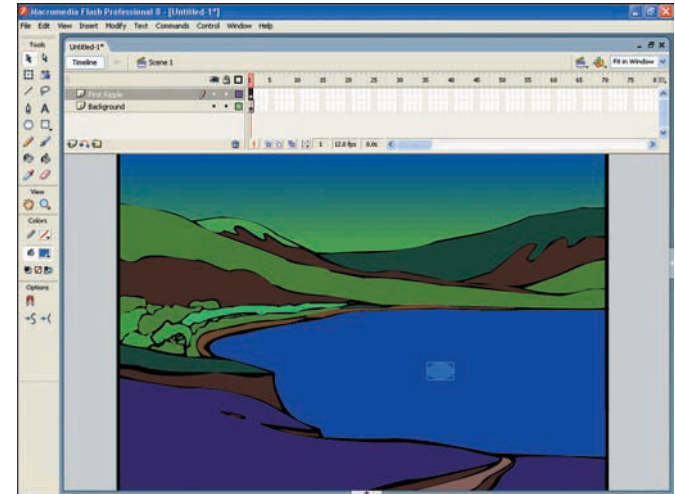 Macromedia Flash Professional 8 - [Untitled-1*]
File Edit View Insert Modify Text Commands Control Window Help
Tools
Untitled-1*
Timeline Scene 1 Fit in Window
5 10 15 20 25 30 35 40 45 50 55 60 65 70 75
First Ripple
Background
1 12.0 fps 0.0s
View
Colors
Options